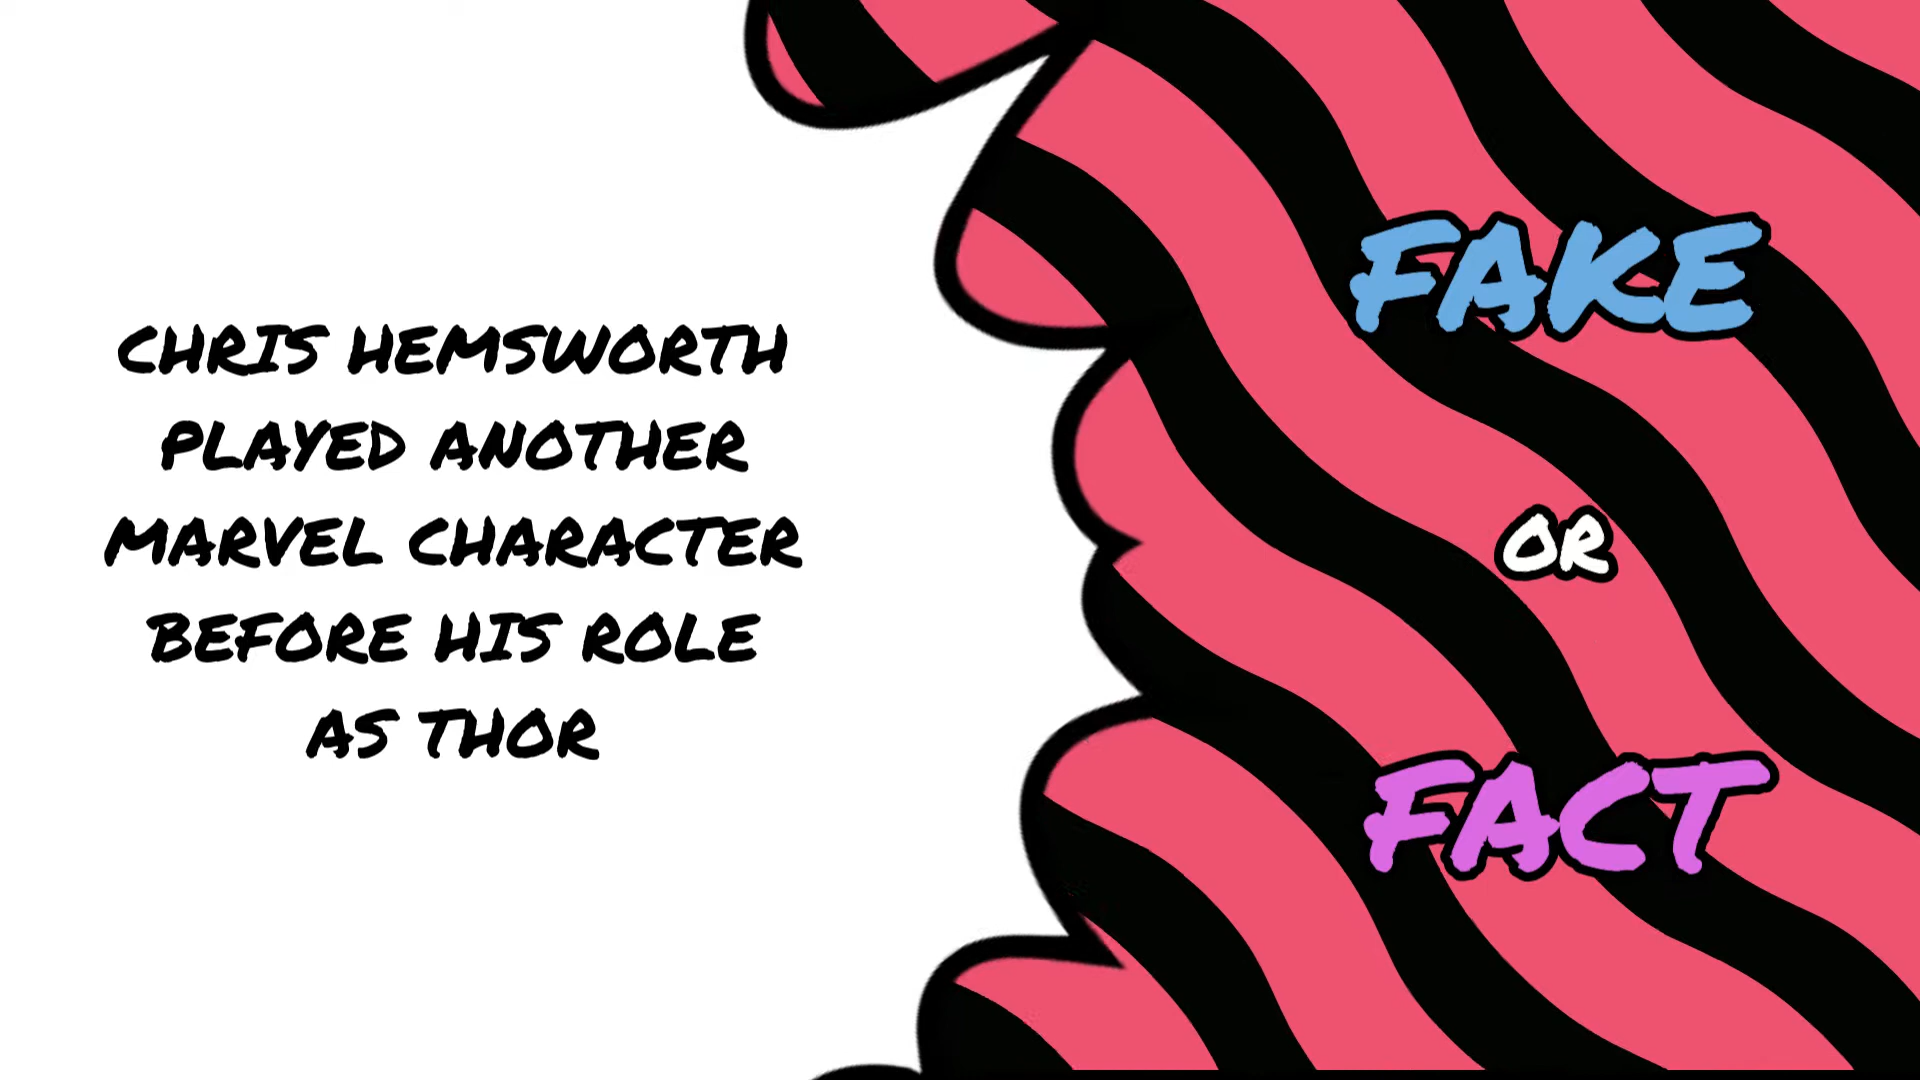 CHRIS HEMSWORTH
PLAYED ANOTHER
MARVEL CHARACTER
BEFORE HIS ROLE
AS THOR
FAKE
OR
FACT